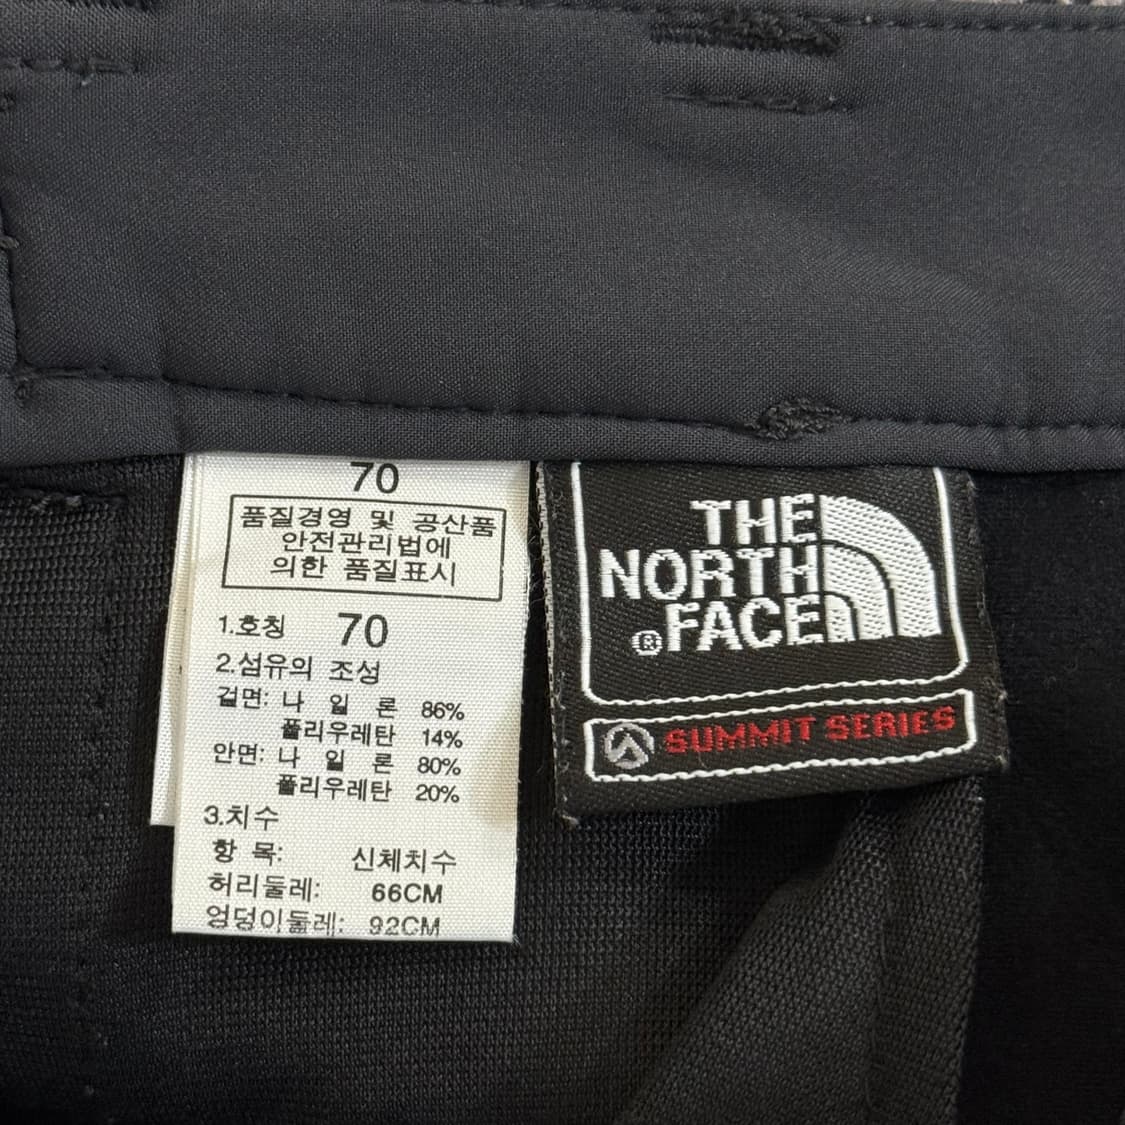 70
품질경영 및 공산품
안전관리법에
의한 품질표시
1.호칭 70
2.섬유의 조성
겉면: 나 일 론 86%
폴리우레탄 14%
안면: 나 일 론 80%
폴리우레탄 20%
3.치수
항 목: 신체치수
허리둘레: 66CM
엉덩이둘레: 92CM
THE
NORTH
®FACE
SUMMIT SERIES